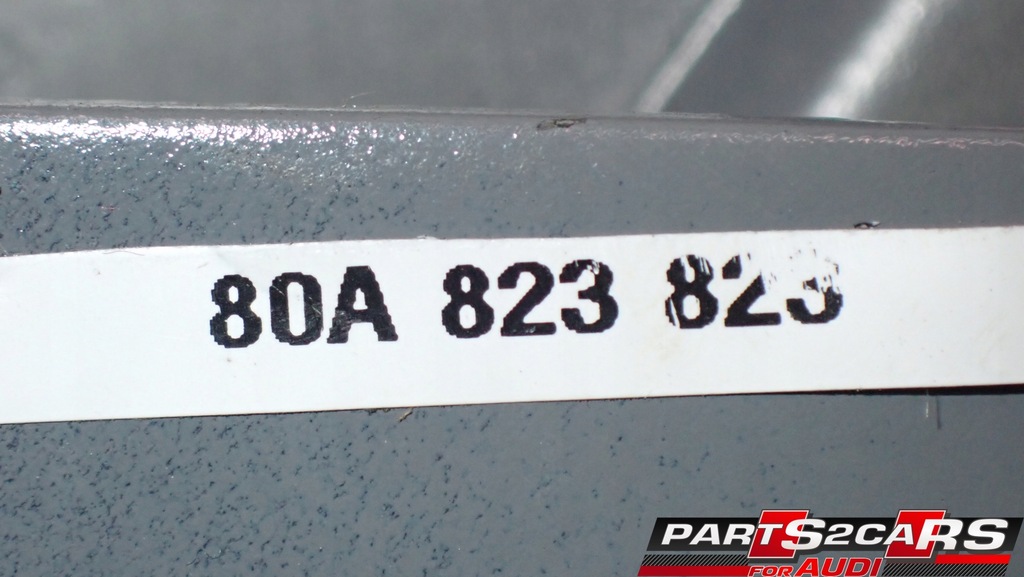 80A 823 823
PARTS2CARS
FOR AUDI